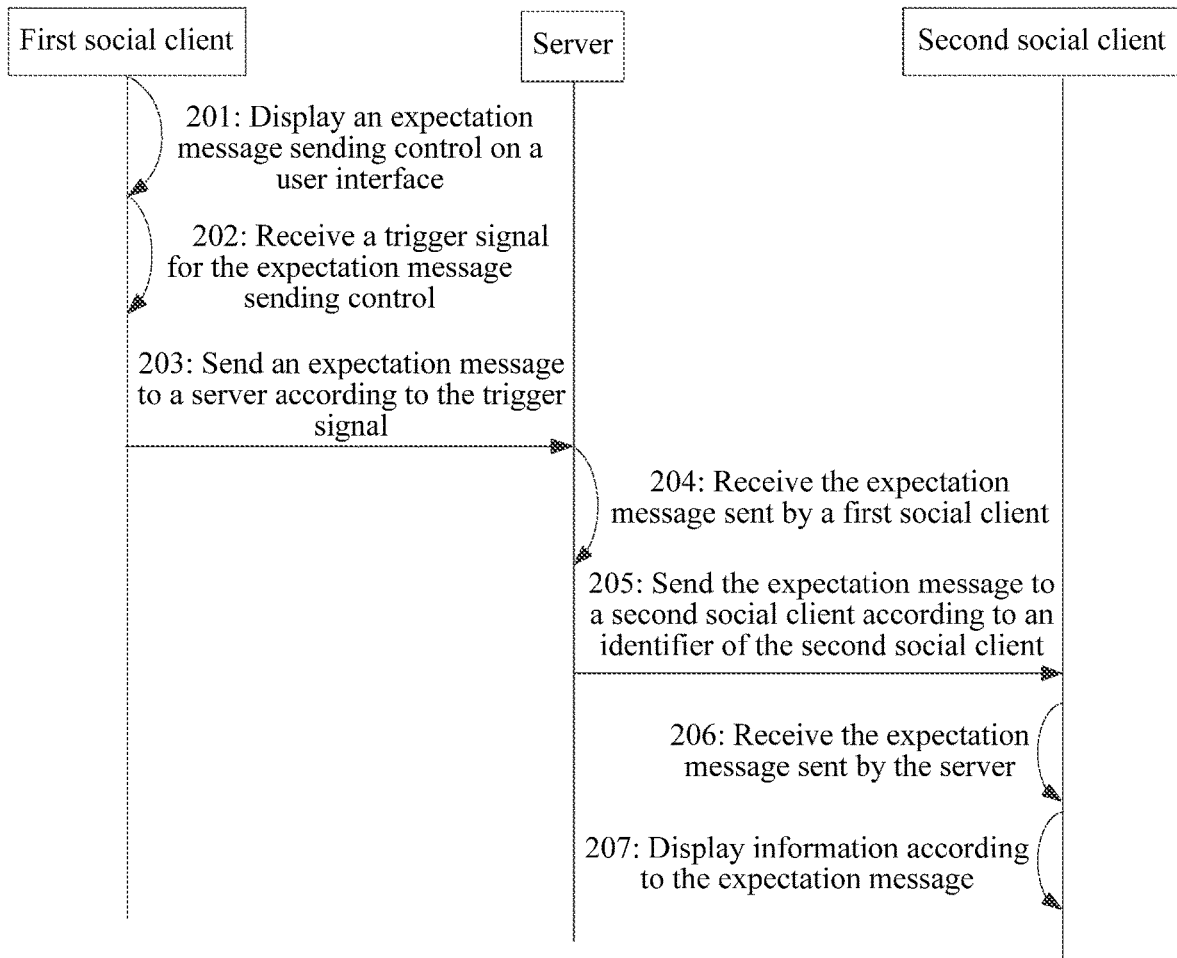 First social client
Server
Second social client
201: Display an expectation
message sending control on a
user interface
202: Receive a trigger signal
for the expectation message
sending control
203: Send an expectation message
to a server according to the trigger
signal
204: Receive the expectation
message sent by a first social client
205: Send the expectation message to
a second social client according to an
identifier of the second social client
206: Receive the expectation
message sent by the server
207: Display information according
to the expectation message